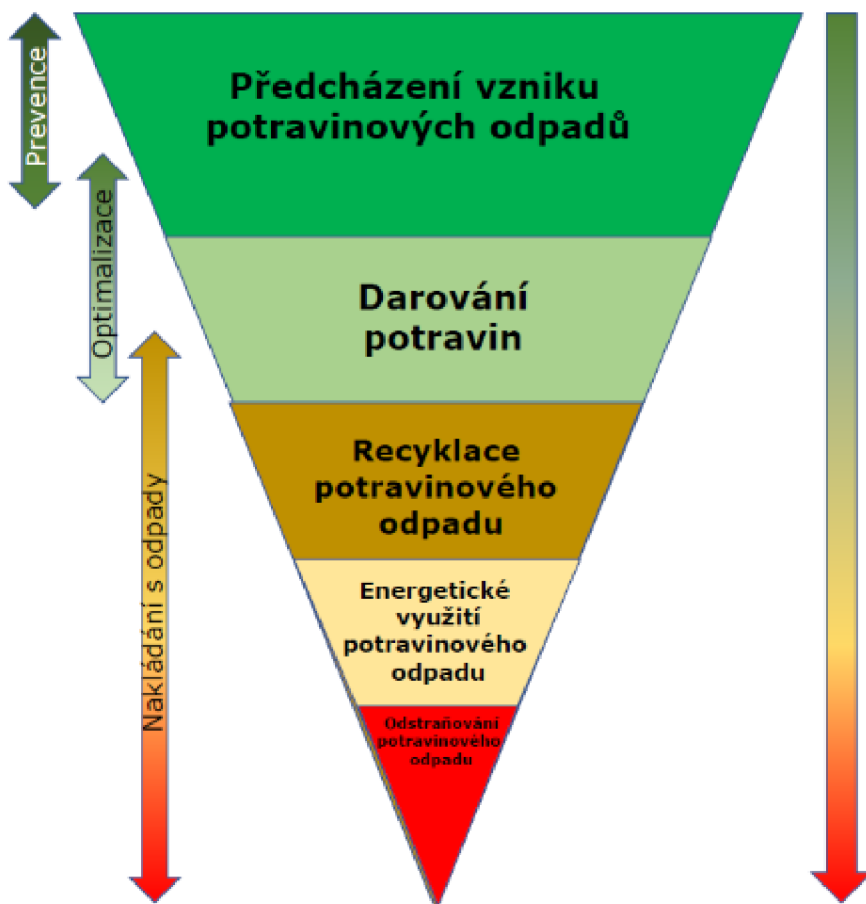 Prevence
Optimalizace
Nakládání s odpady
Předcházení vzniku
potravinových odpadů
Darování
potravin
Recyklace
potravinového
odpadu
Energetické
využití
potravinového
odpadu
Odstraňování
potravinového
odpadu